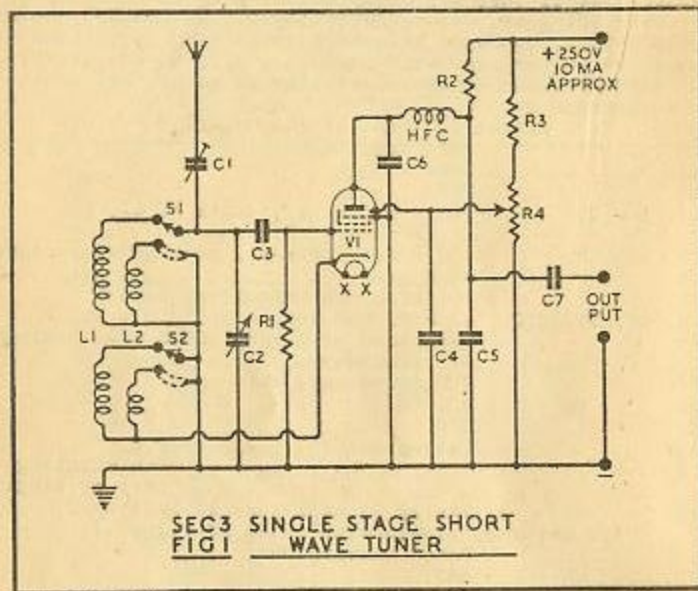 +250V
10 MA
APPROX
R2
R3
HFC
C6
C1
R4
S1
V1
C3
X X
C7
OUT
PUT
L1 L2 S2
C2
R1
C4
C5
SEC3 SINGLE STAGE SHORT
FIG1 WAVE TUNER